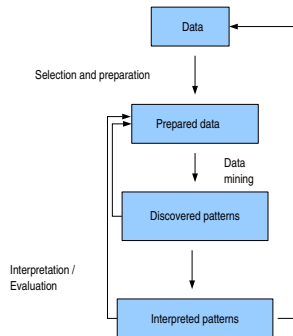 Data
Selection and preparation
Prepared data
Data
mining
Discovered patterns
Interpretation /
Evaluation
Interpreted patterns